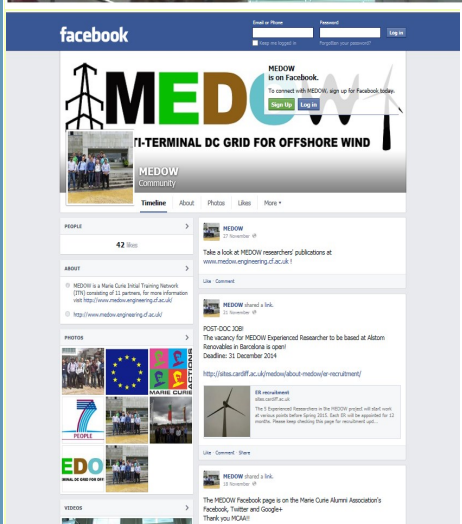 facebook
Email or Phone
Password
Log in
Keep me logged in
Forgotten your password?
MEDOW
MEDOW
is on Facebook.
To connect with MEDOW, sign up for Facebook today.
Sign Up
Log in
TI-TERMINAL DC GRID FOR OFFSHORE WIND
MEDOW
Community
Timeline
About
Photos
Likes
More
PEOPLE
42 likes
ABOUT
MEDOW is a Marie Curie Initial Training Network
(ITN) consisting of 11 partners, for more information
visit http://www.medow.engineering.cf.ac.uk/
http://www.medow.engineering.cf.ac.uk/
PHOTOS
MARIE CURIE
ACTIONS
7
PEOPLE
EDO
MINAL DC GRID FOR OFF
VIDEOS
MEDOW
27 November
Take a look at MEDOW researchers' publications at
www.medow.engineering.cf.ac.uk !
Like · Comment
MEDOW shared a link.
21 November
POST-DOC JOB!
The vacancy for MEDOW Experienced Researcher to be based at Alstom
Renovables in Barcelona is open!
Deadline: 31 December 2014
http://sites.cardiff.ac.uk/medow/about-medow/er-recruitment/
ER recruitment
sites.cardiff.ac.uk
The 5 Experienced Researchers in the MEDOW project will start work
at various points before Spring 2015. Each ER will be appointed for 12
months. Please keep checking this page for recruitment upd...
Like · Comment · Share
MEDOW shared a link.
18 November
The MEDOW Facebook page is on the Marie Curie Alumni Association's
Facebook, Twitter and Google+
Thank you MCAA!!